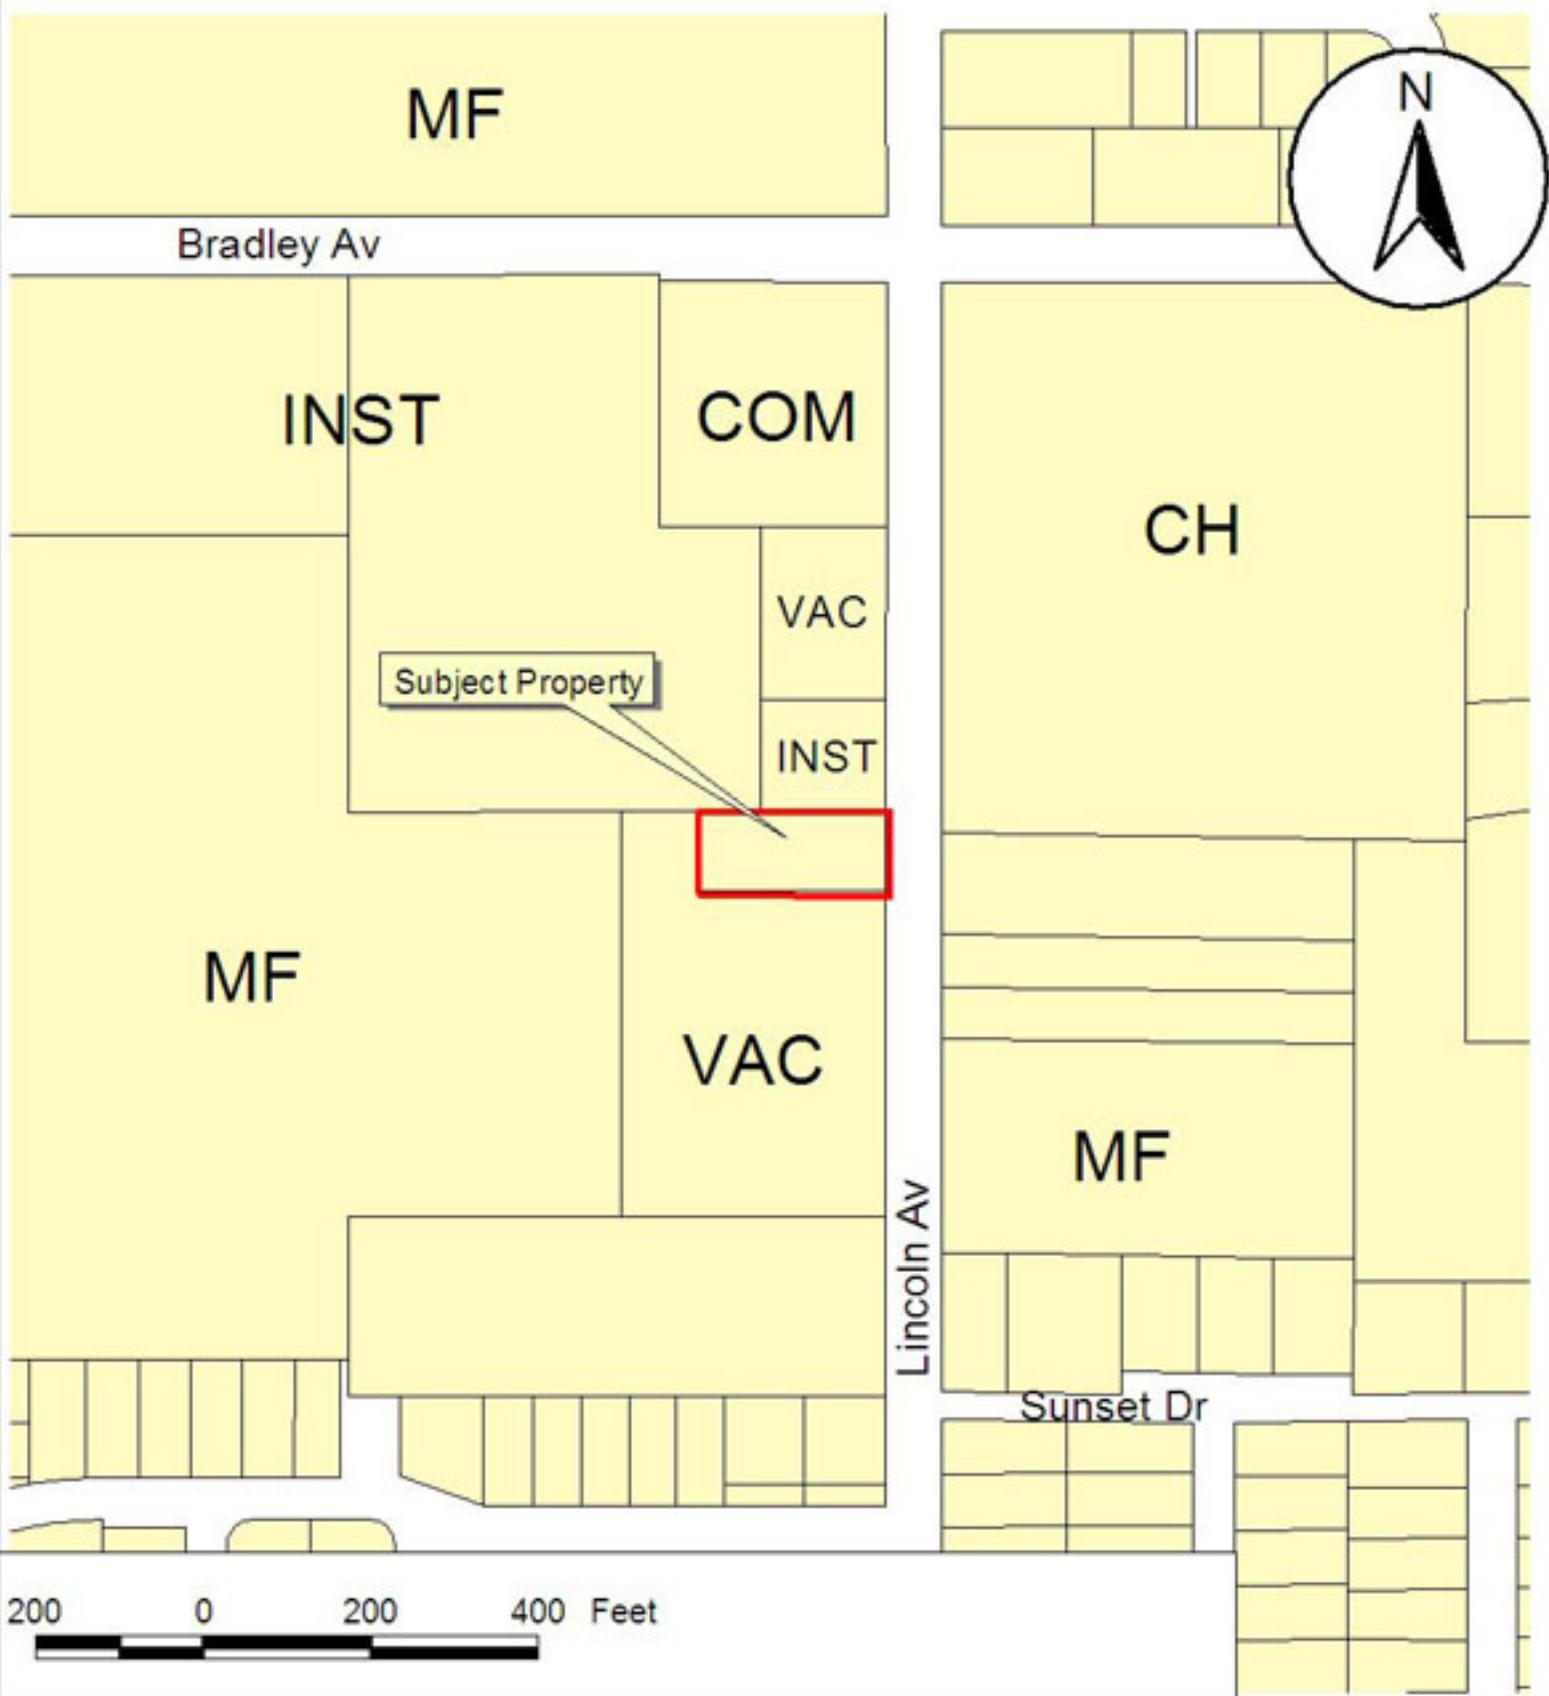 MF
N
Bradley Av
INST
COM
CH
VAC
Subject Property
INST
MF
VAC
MF
Lincoln Av
Sunset Dr
200 0 200 400 Feet